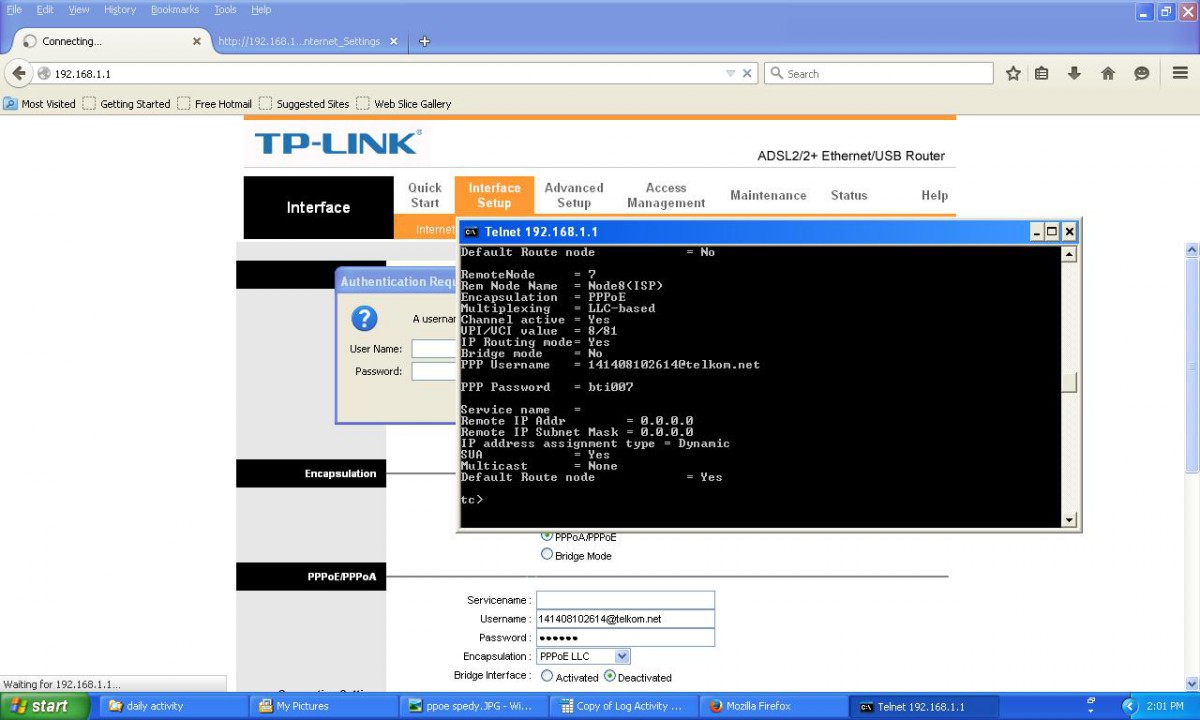 File Edit View History Bookmarks Tools Help
Connecting...
http://192.168.1...nternet_Settings
192.168.1.1
Search
Most Visited Getting Started Free Hotmail Suggested Sites Web Slice Gallery
TP-LINK®
ADSL2/2+ Ethernet/USB Router
Interface
Quick Start
Interface Setup
Advanced Setup
Access Management
Maintenance
Status
Help
Internet
Telnet 192.168.1.1
Default Route node = No
RemoteNode = 7
Rem Node Name = Node8(ISP)
Encapsulation = PPPoE
Multiplexing = LLC-based
Channel active = Yes
VPI/VCI value = 8/81
IP Routing mode= Yes
Bridge mode = No
PPP Username = 141408102614@telkom.net
PPP Password = bti007
Service name =
Remote IP Addr = 0.0.0.0
Remote IP Subnet Mask = 0.0.0.0
IP address assignment type = Dynamic
SUA = Yes
Multicast = None
Default Route node = Yes
tc>
Authentication Requ
A usernam
User Name:
Password:
Encapsulation
PPPoA/PPPoE
Bridge Mode
PPPoE/PPPoA
Servicename :
Username : 141408102614@telkom.net
Password : ••••••
Encapsulation : PPPoE LLC
Bridge Interface : Activated Deactivated
Waiting for 192.168.1.1...
start
daily activity
My Pictures
ppoe spedy.JPG - Wi...
Copy of Log Activity ...
Mozilla Firefox
Telnet 192.168.1.1
2:01 PM